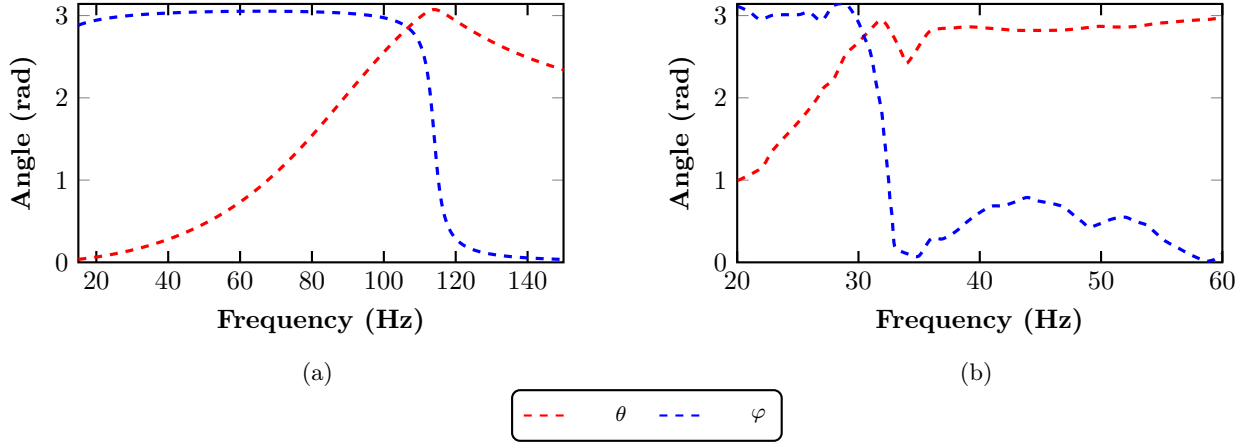 3
2
1
0
Angle (rad)
20 40 60 80 100 120 140
Frequency (Hz)
(a)
3
2
1
0
Angle (rad)
20 30 40 50 60
Frequency (Hz)
(b)
θ φ